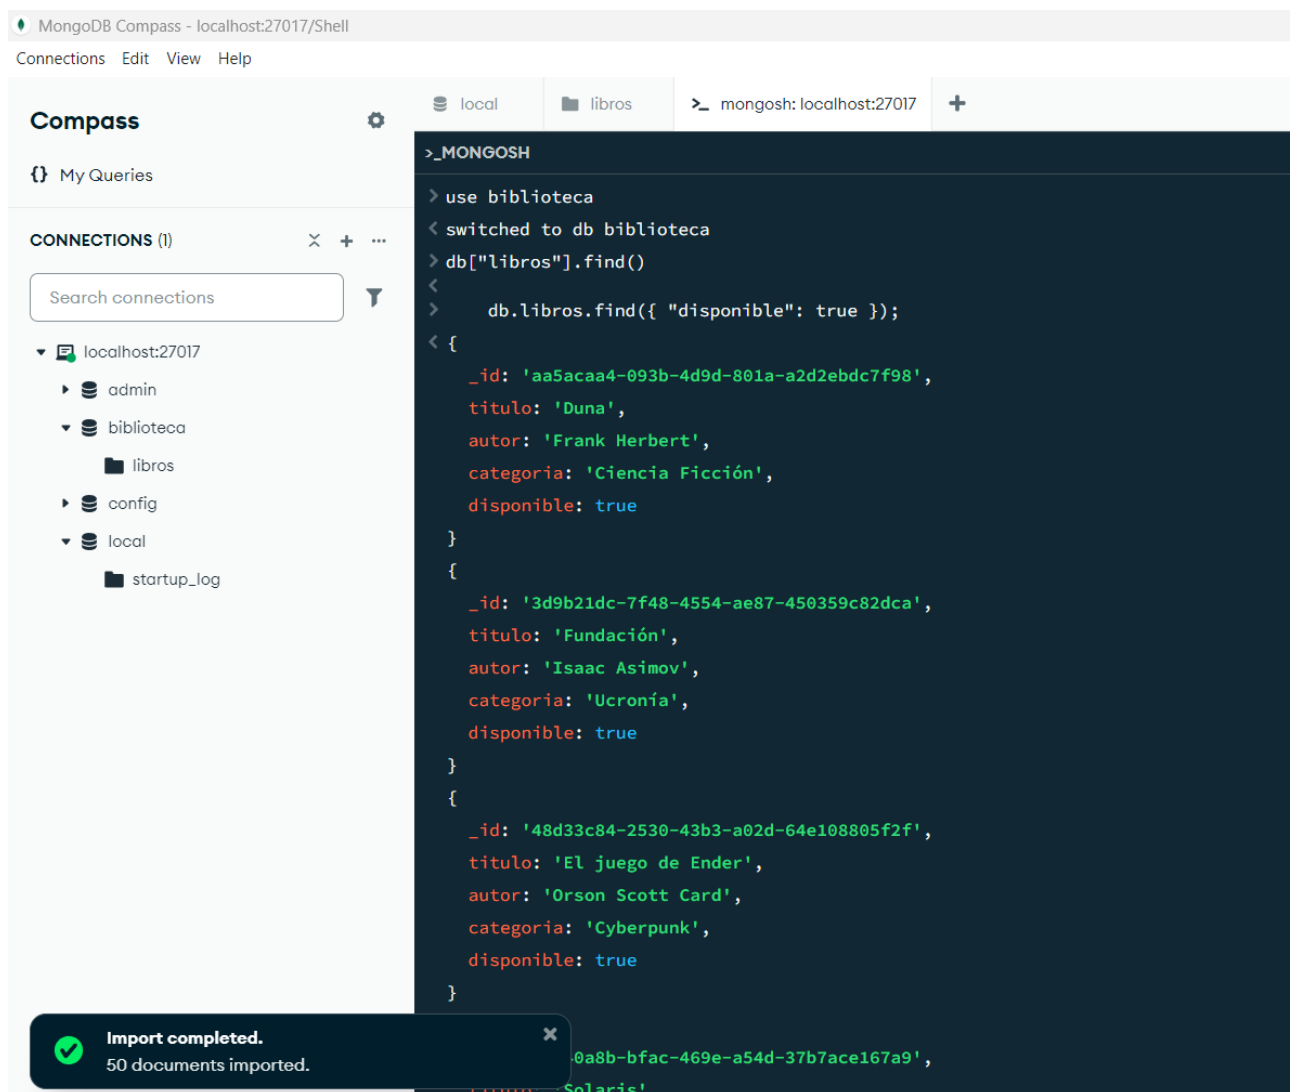 MongoDB Compass - localhost:27017/Shell
Connections Edit View Help
Compass
{} My Queries
CONNECTIONS (1)
Search connections
localhost:27017
admin
biblioteca
libros
config
local
startup_log
local
libros
>_ mongosh: localhost:27017
>_MONGOSH
> use biblioteca
< switched to db biblioteca
> db["libros"].find()
<
> db.libros.find({ "disponible": true });
< {
_id: 'aa5acaa4-093b-4d9d-801a-a2d2ebdc7f98',
titulo: 'Duna',
autor: 'Frank Herbert',
categoria: 'Ciencia Ficción',
disponible: true
}
{
_id: '3d9b21dc-7f48-4554-ae87-450359c82dca',
titulo: 'Fundación',
autor: 'Isaac Asimov',
categoria: 'Ucronía',
disponible: true
}
{
_id: '48d33c84-2530-43b3-a02d-64e108805f2f',
titulo: 'El juego de Ender',
autor: 'Orson Scott Card',
categoria: 'Cyberpunk',
disponible: true
}
0a8b-bfac-469e-a54d-37b7ace167a9',
'Solaris'
Import completed.
50 documents imported.